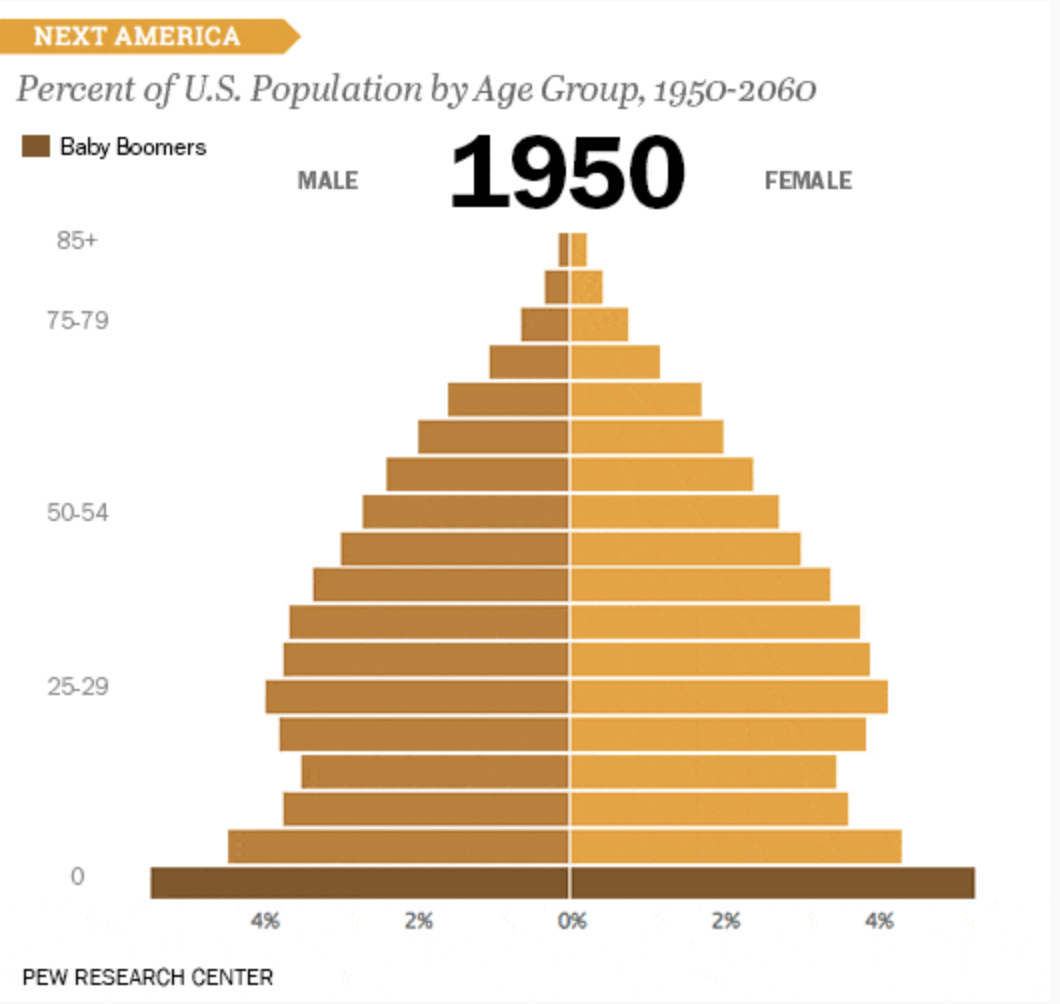 NEXT AMERICA
Percent of U.S. Population by Age Group, 1950-2060
Baby Boomers
MALE 1950 FEMALE
85+
75-79
50-54
25-29
0
4% 2% 0% 2% 4%
PEW RESEARCH CENTER